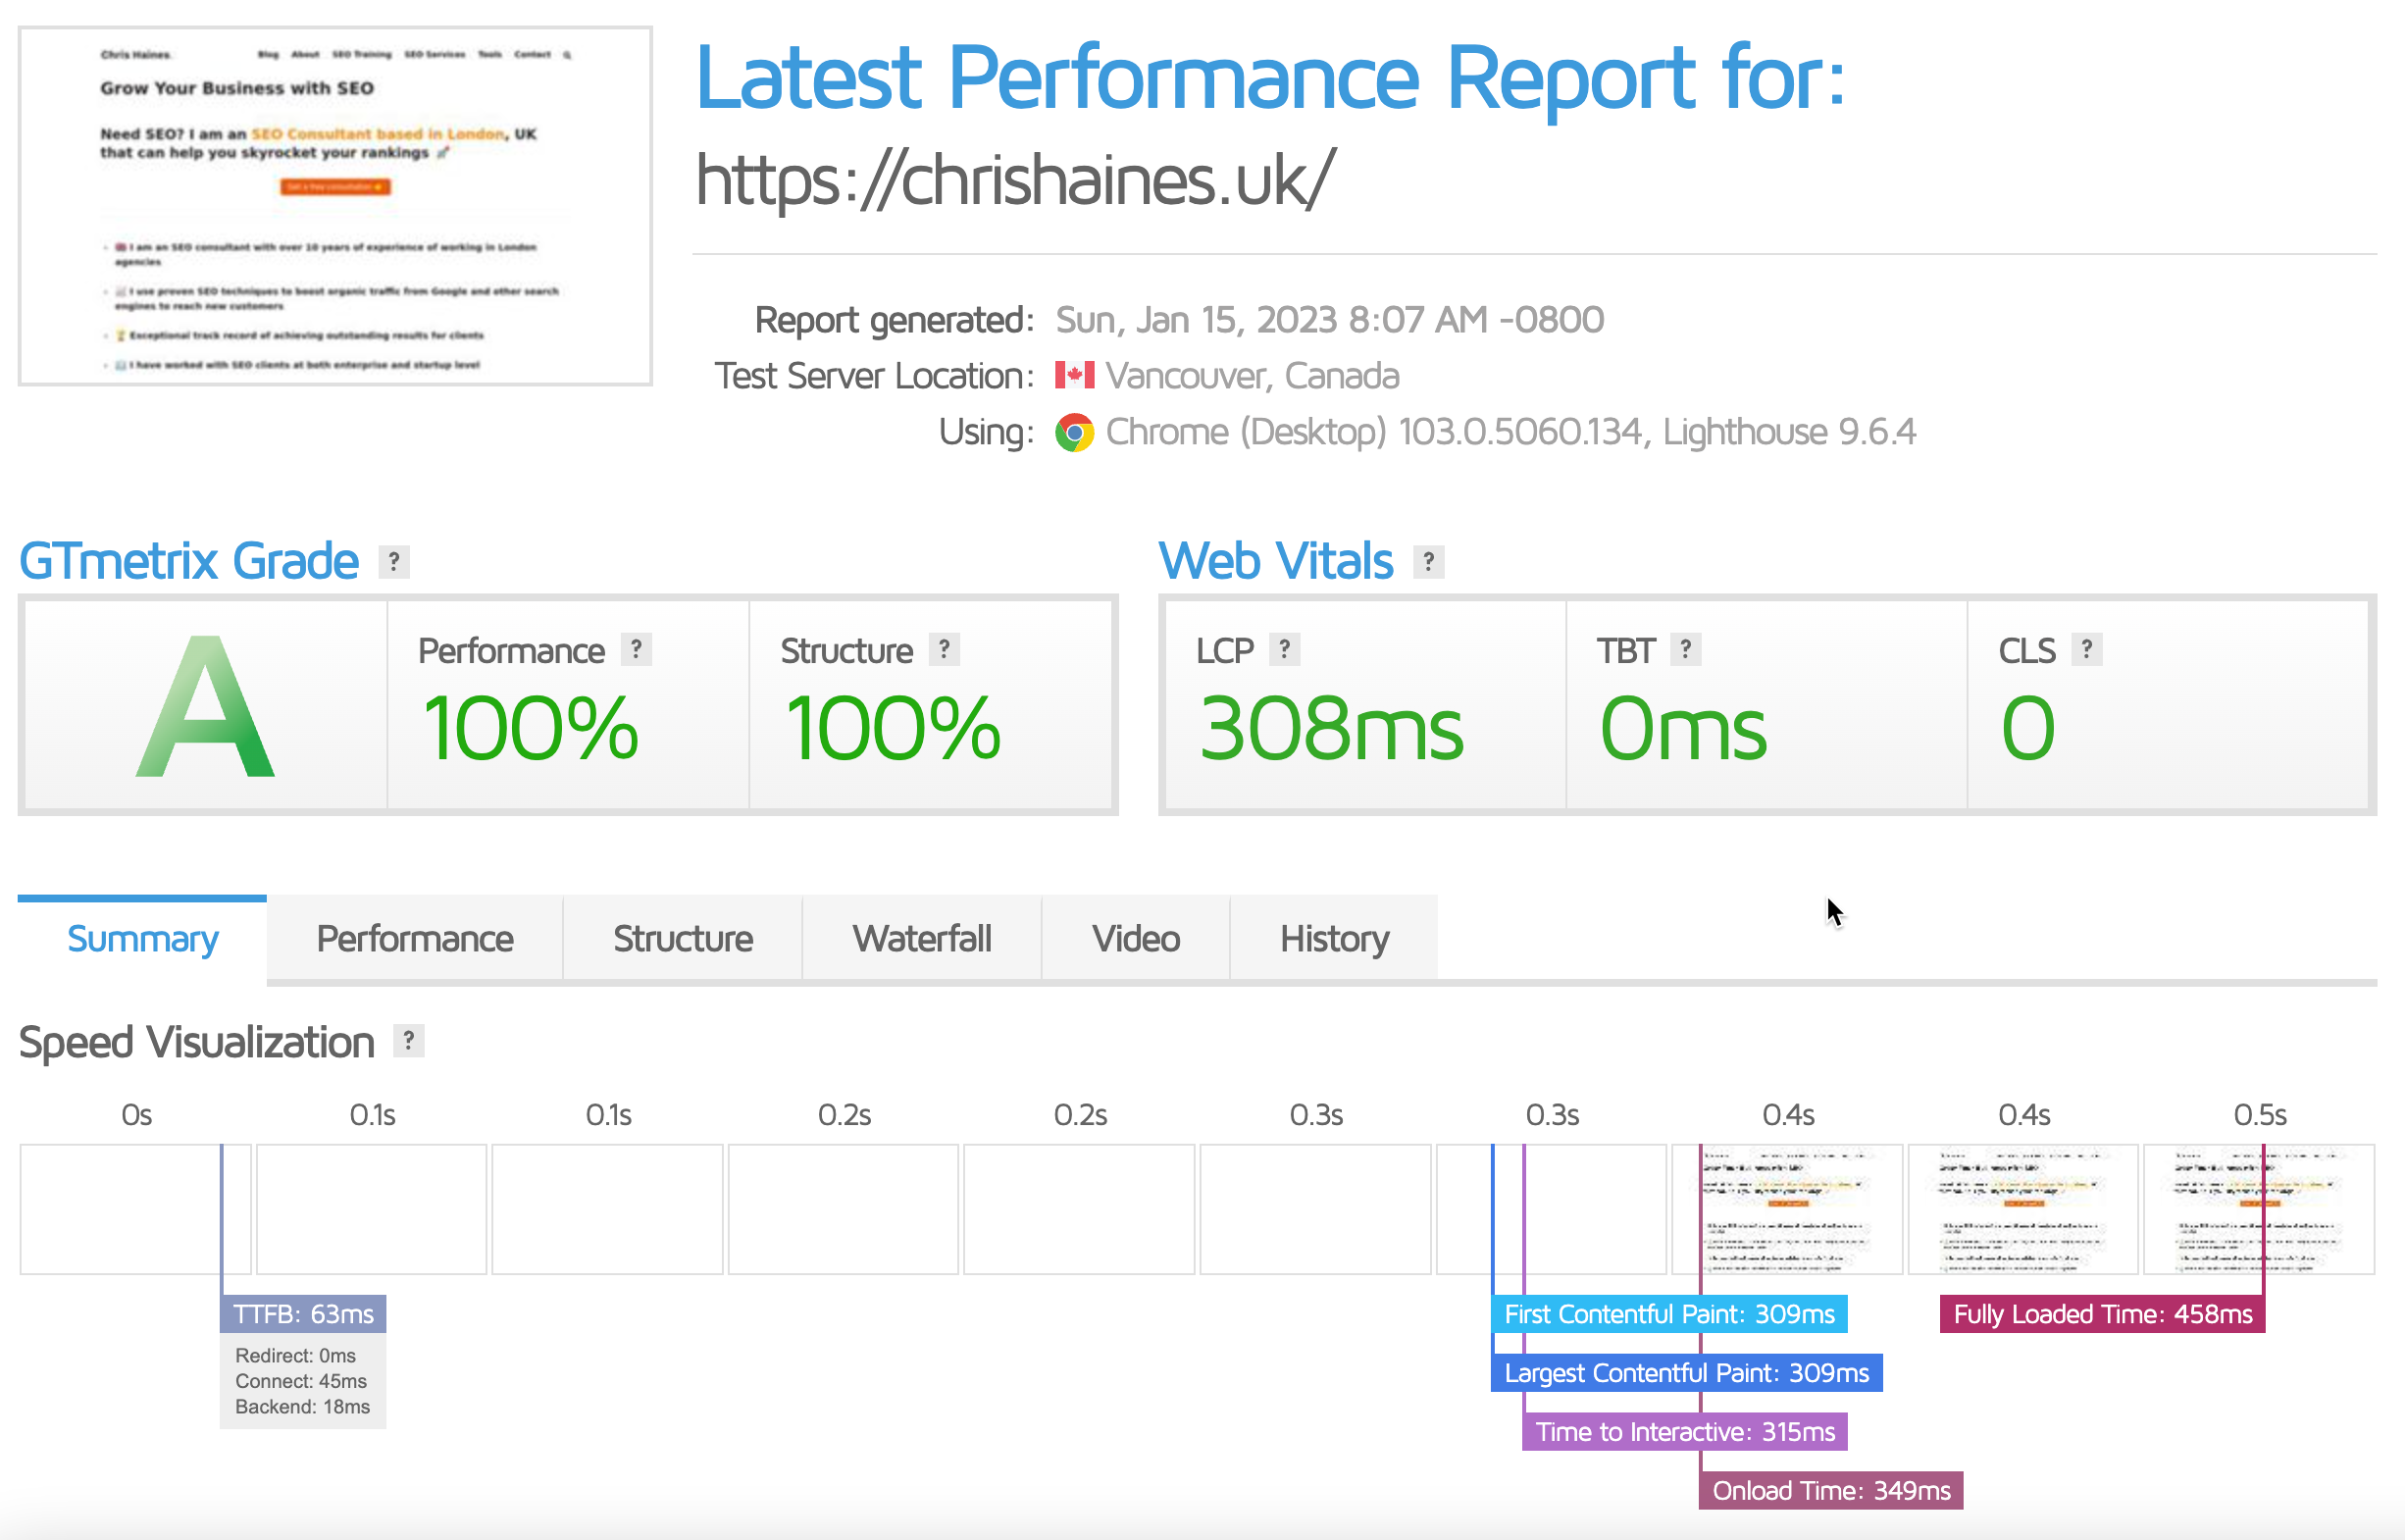 Chris Haines
Blog About SEO Training SEO Services Tools Contact
Grow Your Business with SEO
Need SEO? I am an SEO Consultant based in London, UK
that can help you skyrocket your rankings 🚀
Get a free consultation
🇬🇧 I am an SEO consultant with over 10 years of experience of working in London
agencies
📈 I use proven SEO techniques to boost organic traffic from Google and other search
engines to reach new customers
🏆 Exceptional track record of achieving outstanding results for clients
I have worked with SEO clients at both enterprise and startup level
Latest Performance Report for:
https://chrishaines.uk/
Report generated: Sun, Jan 15, 2023 8:07 AM -0800
Test Server Location: Vancouver, Canada
Using: Chrome (Desktop) 103.0.5060.134, Lighthouse 9.6.4
GTmetrix Grade ?
Web Vitals ?
A
Performance ?
100%
Structure ?
100%
LCP ?
308ms
TBT ?
0ms
CLS ?
0
Summary Performance Structure Waterfall Video History
Speed Visualization ?
0s 0.1s 0.1s 0.2s 0.2s 0.3s 0.3s 0.4s 0.4s 0.5s
TTFB: 63ms
Redirect: 0ms
Connect: 45ms
Backend: 18ms
First Contentful Paint: 309ms
Fully Loaded Time: 458ms
Largest Contentful Paint: 309ms
Time to Interactive: 315ms
Onload Time: 349ms